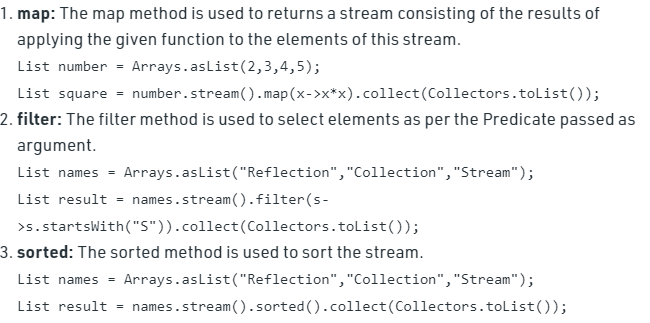 1. map: The map method is used to returns a stream consisting of the results of
applying the given function to the elements of this stream.
List number = Arrays.asList(2,3,4,5);
List square = number.stream().map(x->x*x).collect(Collectors.toList());
2. filter: The filter method is used to select elements as per the Predicate passed as
argument.
List names = Arrays.asList("Reflection","Collection","Stream");
List result = names.stream().filter(s-
>s.startsWith("S")).collect(Collectors.toList());
3. sorted: The sorted method is used to sort the stream.
List names = Arrays.asList("Reflection","Collection","Stream");
List result = names.stream().sorted().collect(Collectors.toList());